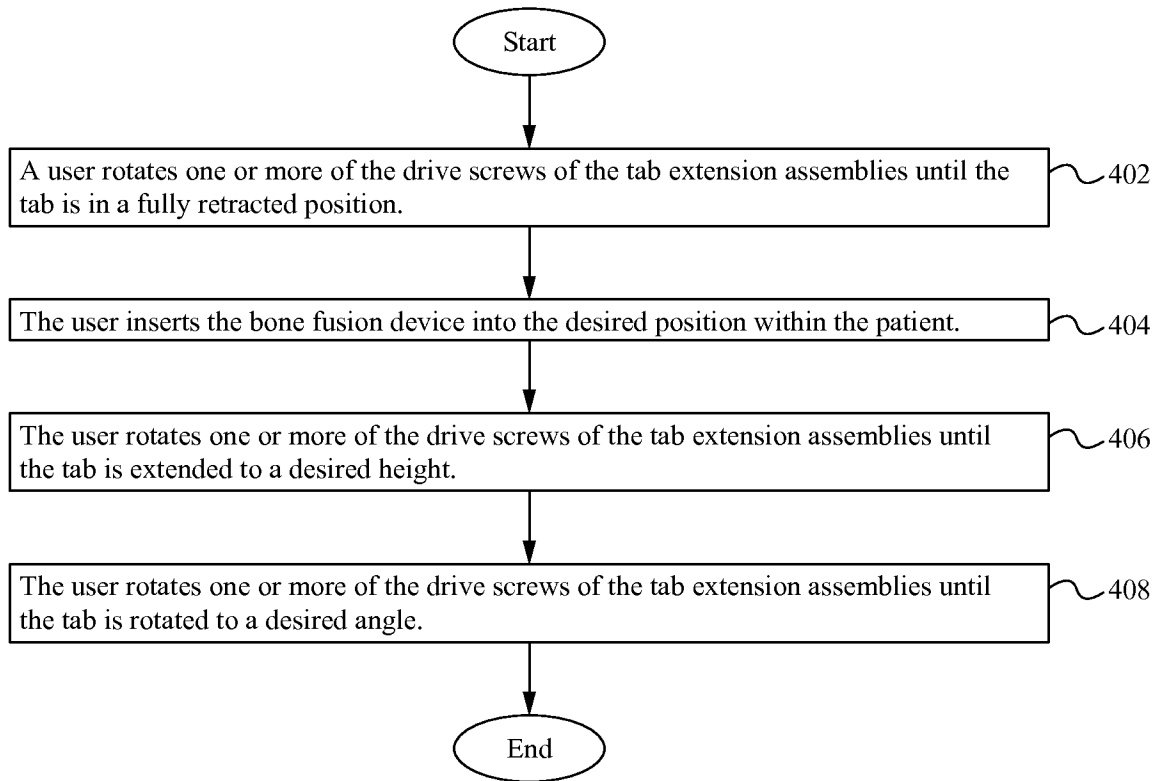 Start
A user rotates one or more of the drive screws of the tab extension assemblies until the
tab is in a fully retracted position.
402
The user inserts the bone fusion device into the desired position within the patient.
404
The user rotates one or more of the drive screws of the tab extension assemblies until
the tab is extended to a desired height.
406
The user rotates one or more of the drive screws of the tab extension assemblies until
the tab is rotated to a desired angle.
408
End